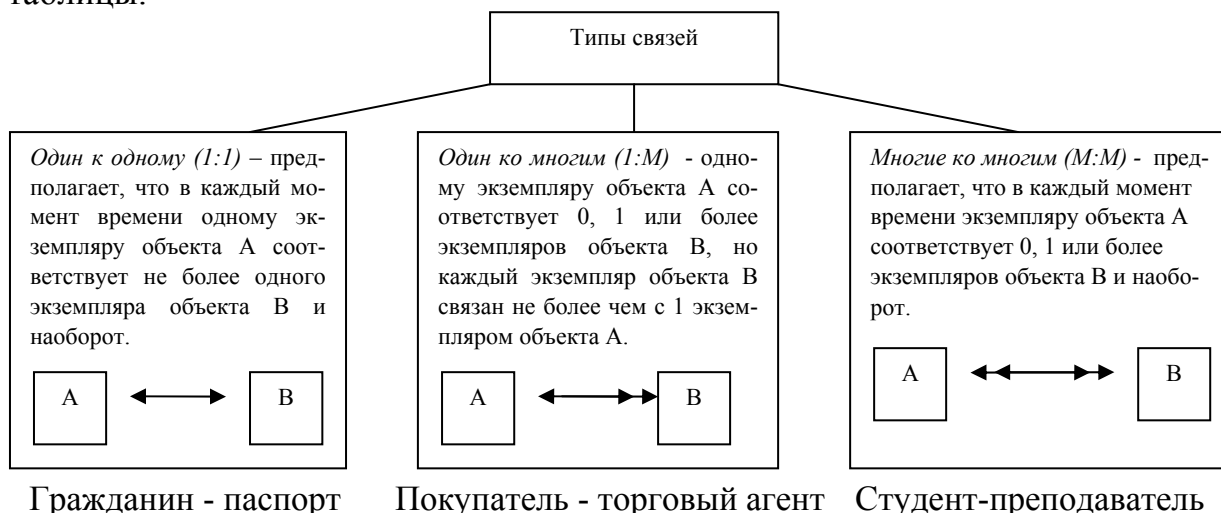 таблицы.
Типы связей
Один к одному (1:1) – пред-
полагает, что в каждый мо-
мент времени одному эк-
земпляру объекта А соот-
ветствует не более одного
экземпляра объекта В и
наоборот.
А
В
Один ко многим (1:М) - одно-
му экземпляру объекта А со-
ответствует 0, 1 или более
экземпляров объекта В, но
каждый экземпляр объекта В
связан не более чем с 1 экзем-
пляром объекта А.
А
В
Многие ко многим (М:М) - пред-
полагает, что в каждый момент
времени экземпляру объекта А
соответствует 0, 1 или более
экземпляров объекта В и наобо-
рот.
А
В
Гражданин - паспорт
Покупатель - торговый агент
Студент-преподаватель